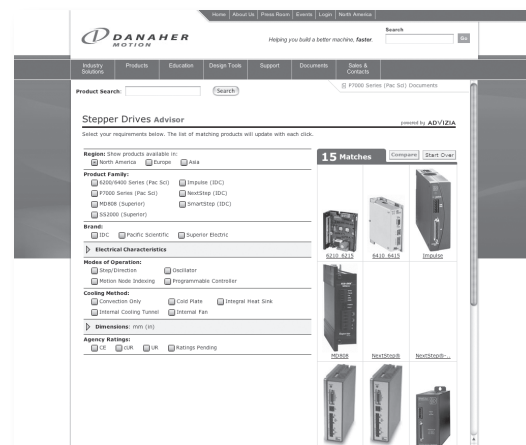 Home | About Us | Press Room | Events | Login | North America
DANAHER
MOTION
Helping you build a better machine, faster.
Search
Go
Industry Solutions
Products
Education
Design Tools
Support
Documents
Sales & Contacts
Product Search:
Search
P7000 Series (Pac Sci) Documents
Stepper Drives Advisor
powered by ADVIZIA
Select your requirements below. The list of matching products will update with each click.
Region: Show products available in:
North America Europe Asia
Product Family:
6200/6400 Series (Pac Sci) Impulse (IDC)
P7000 Series (Pac Sci) NextStep (IDC)
MD808 (Superior) SmartStep (IDC)
SS2000 (Superior)
Brand:
IDC Pacific Scientific Superior Electric
Electrical Characteristics
Modes of Operation:
Step/Direction Oscillator
Motion Node Indexing Programmable Controller
Cooling Method:
Convection Only Cold Plate Integral Heat Sink
Internal Cooling Tunnel Internal Fan
Dimensions: mm (in)
Agency Ratings:
CE cUR UR Ratings Pending
15 Matches
Compare
Start Over
6210_6215
6410_6415
Impulse
MD808
NextStep®
NextStep®-...